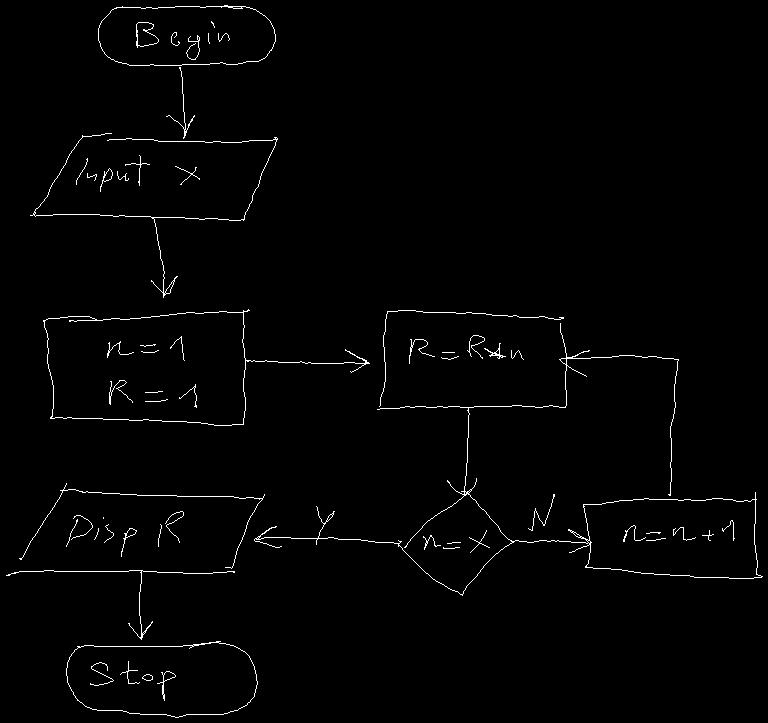 Begin
Input x
n=1
R=1
R=R*n
n=x
Y
N
n=n+1
Disp R
Stop